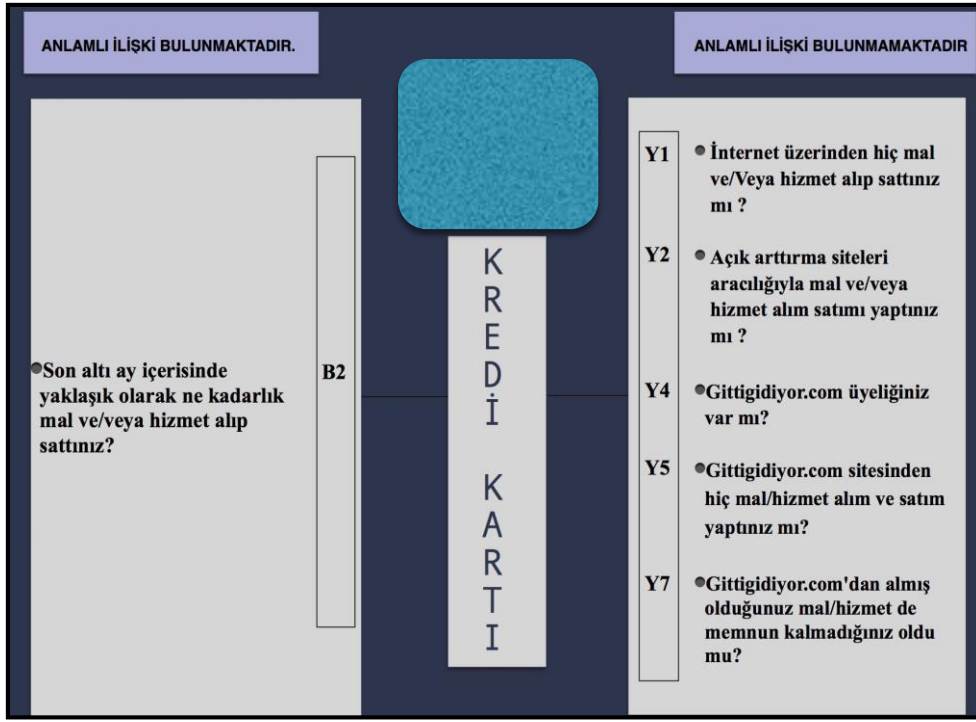 ANLAMLI İLİŞKİ BULUNMAKTADIR.
Son altı ay içerisinde
yaklaşık olarak ne kadarlık
mal ve/veya hizmet alıp
sattınız?
B2
KREDİ KARTI
ANLAMLI İLİŞKİ BULUNMAMAKTADIR
Y1
İnternet üzerinden hiç mal
ve/Veya hizmet alıp sattınız
mı ?
Y2
Açık arttırma siteleri
aracılığıyla mal ve/veya
hizmet alım satımı yaptınız
mı ?
Y4
Gittigidiyor.com üyeliğiniz
var mı?
Y5
Gittigidiyor.com sitesinden
hiç mal/hizmet alım ve satım
yaptınız mı?
Y7
Gittigidiyor.com'dan almış
olduğunuz mal/hizmet de
memnun kalmadığınız oldu
mu?